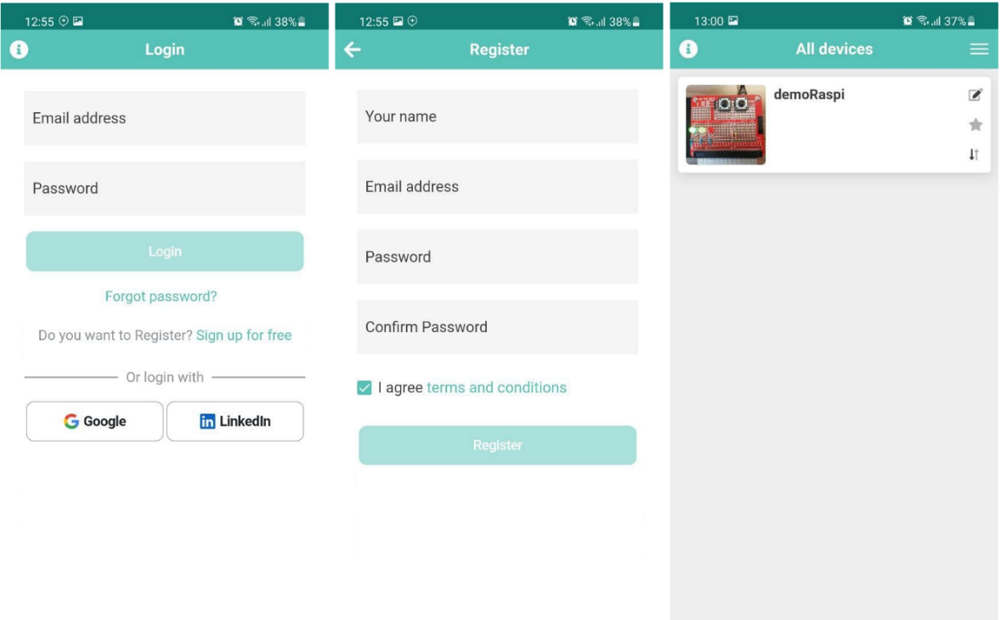 12:55
38%
Login
Email address
Password
Login
Forgot password?
Do you want to Register? Sign up for free
Or login with
Google
in LinkedIn
12:55
38%
Register
Your name
Email address
Password
Confirm Password
I agree terms and conditions
Register
13:00
37%
All devices
demoRaspi